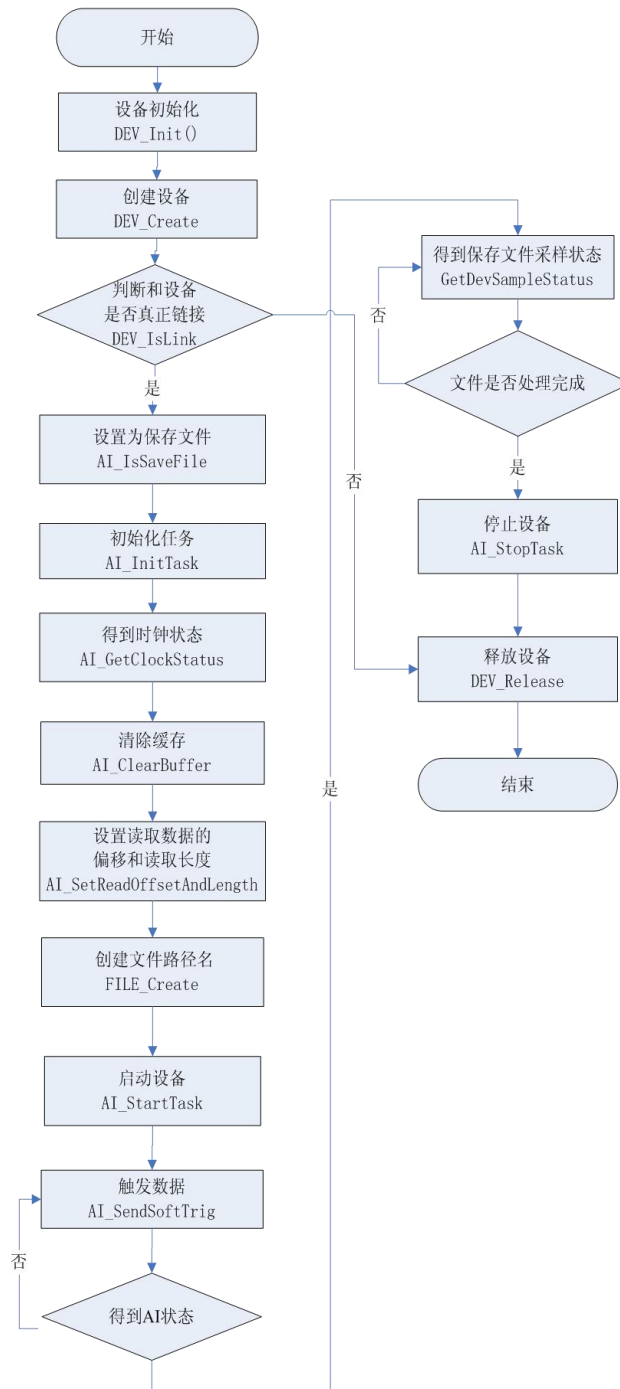 开始
设备初始化
DEV_Init()
创建设备
DEV_Create
判断和设备
是否真正链接
DEV_IsLink
是
设置为保存文件
AI_IsSaveFile
初始化任务
AI_InitTask
得到时钟状态
AI_GetClockStatus
清除缓存
AI_ClearBuffer
设置读取数据的
偏移和读取长度
AI_SetReadOffsetAndLength
创建文件路径名
FILE_Create
启动设备
AI_StartTask
触发数据
AI_SendSoftTrig
否
得到AI状态
是
否
得到保存文件采样状态
GetDevSampleStatus
否
文件是否处理完成
是
停止设备
AI_StopTask
释放设备
DEV_Release
结束